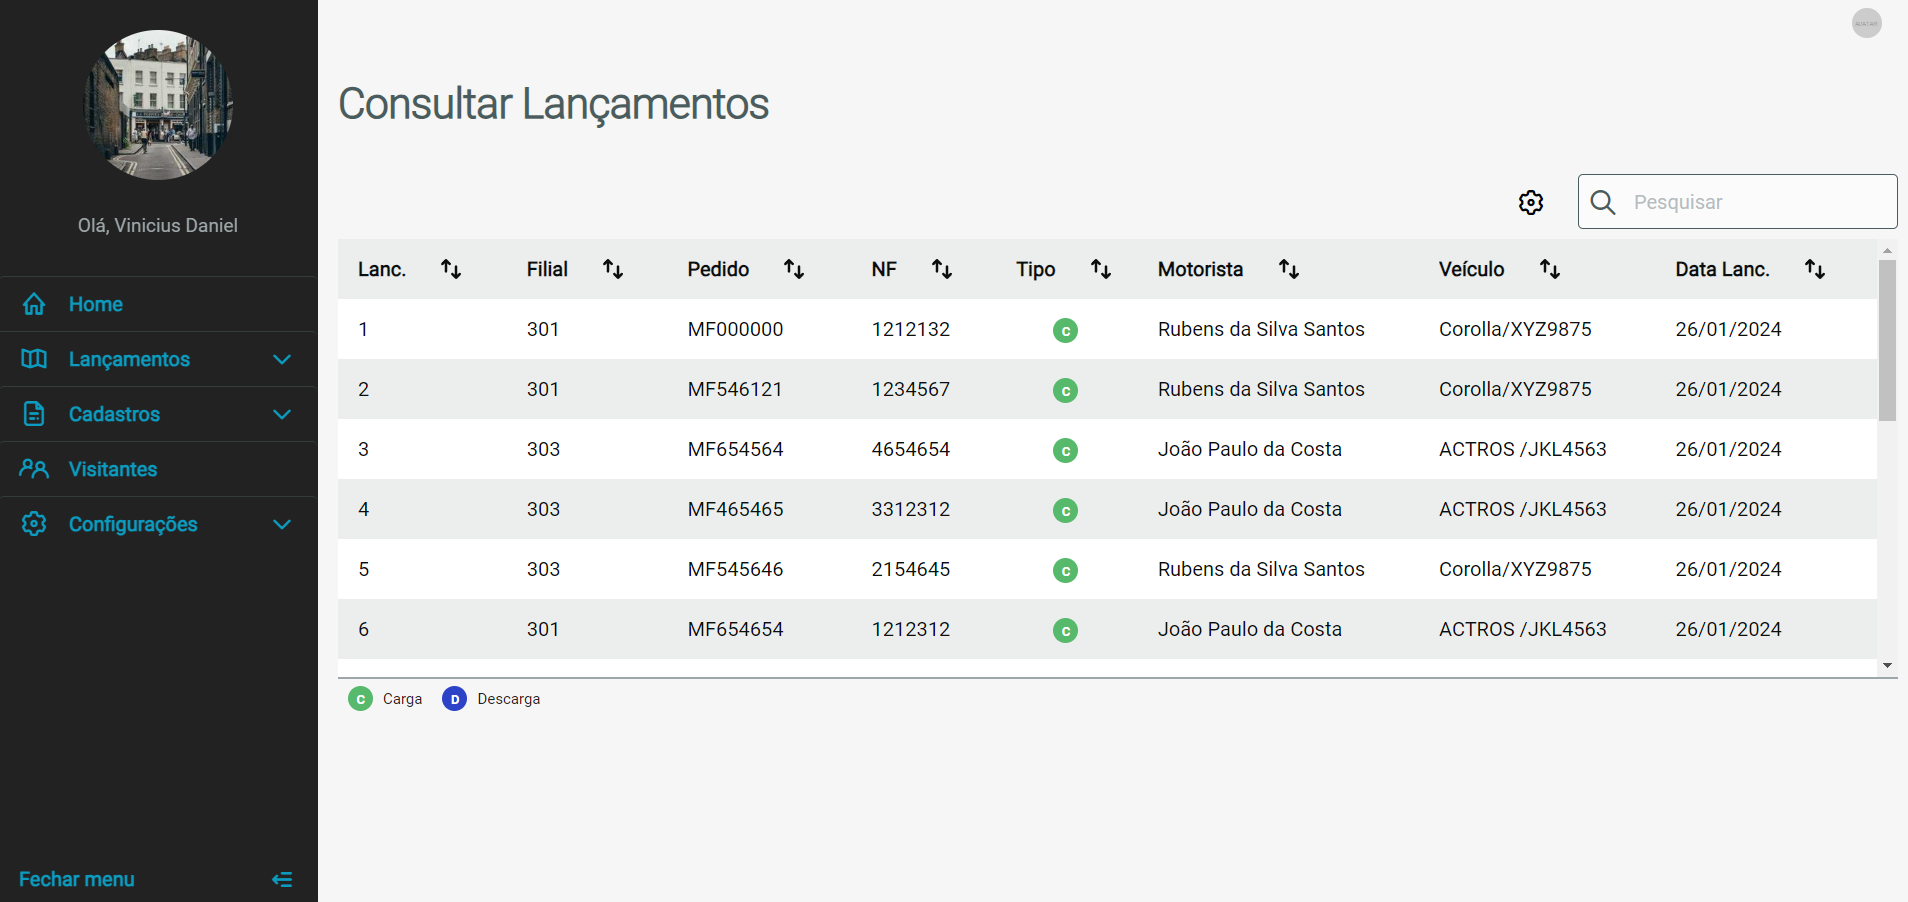 Olá, Vinicius Daniel
Home
Lançamentos
Cadastros
Visitantes
Configurações
Fechar menu
Consultar Lançamentos
Pesquisar
Lanc. Filial Pedido NF Tipo Motorista Veículo Data Lanc.
1 301 MF000000 1212132 C Rubens da Silva Santos Corolla/XYZ9875 26/01/2024
2 301 MF546121 1234567 C Rubens da Silva Santos Corolla/XYZ9875 26/01/2024
3 303 MF654564 4654654 C João Paulo da Costa ACTROS /JKL4563 26/01/2024
4 303 MF465465 3312312 C João Paulo da Costa ACTROS /JKL4563 26/01/2024
5 303 MF545646 2154645 C Rubens da Silva Santos Corolla/XYZ9875 26/01/2024
6 301 MF654654 1212312 C João Paulo da Costa ACTROS /JKL4563 26/01/2024
C Carga D Descarga